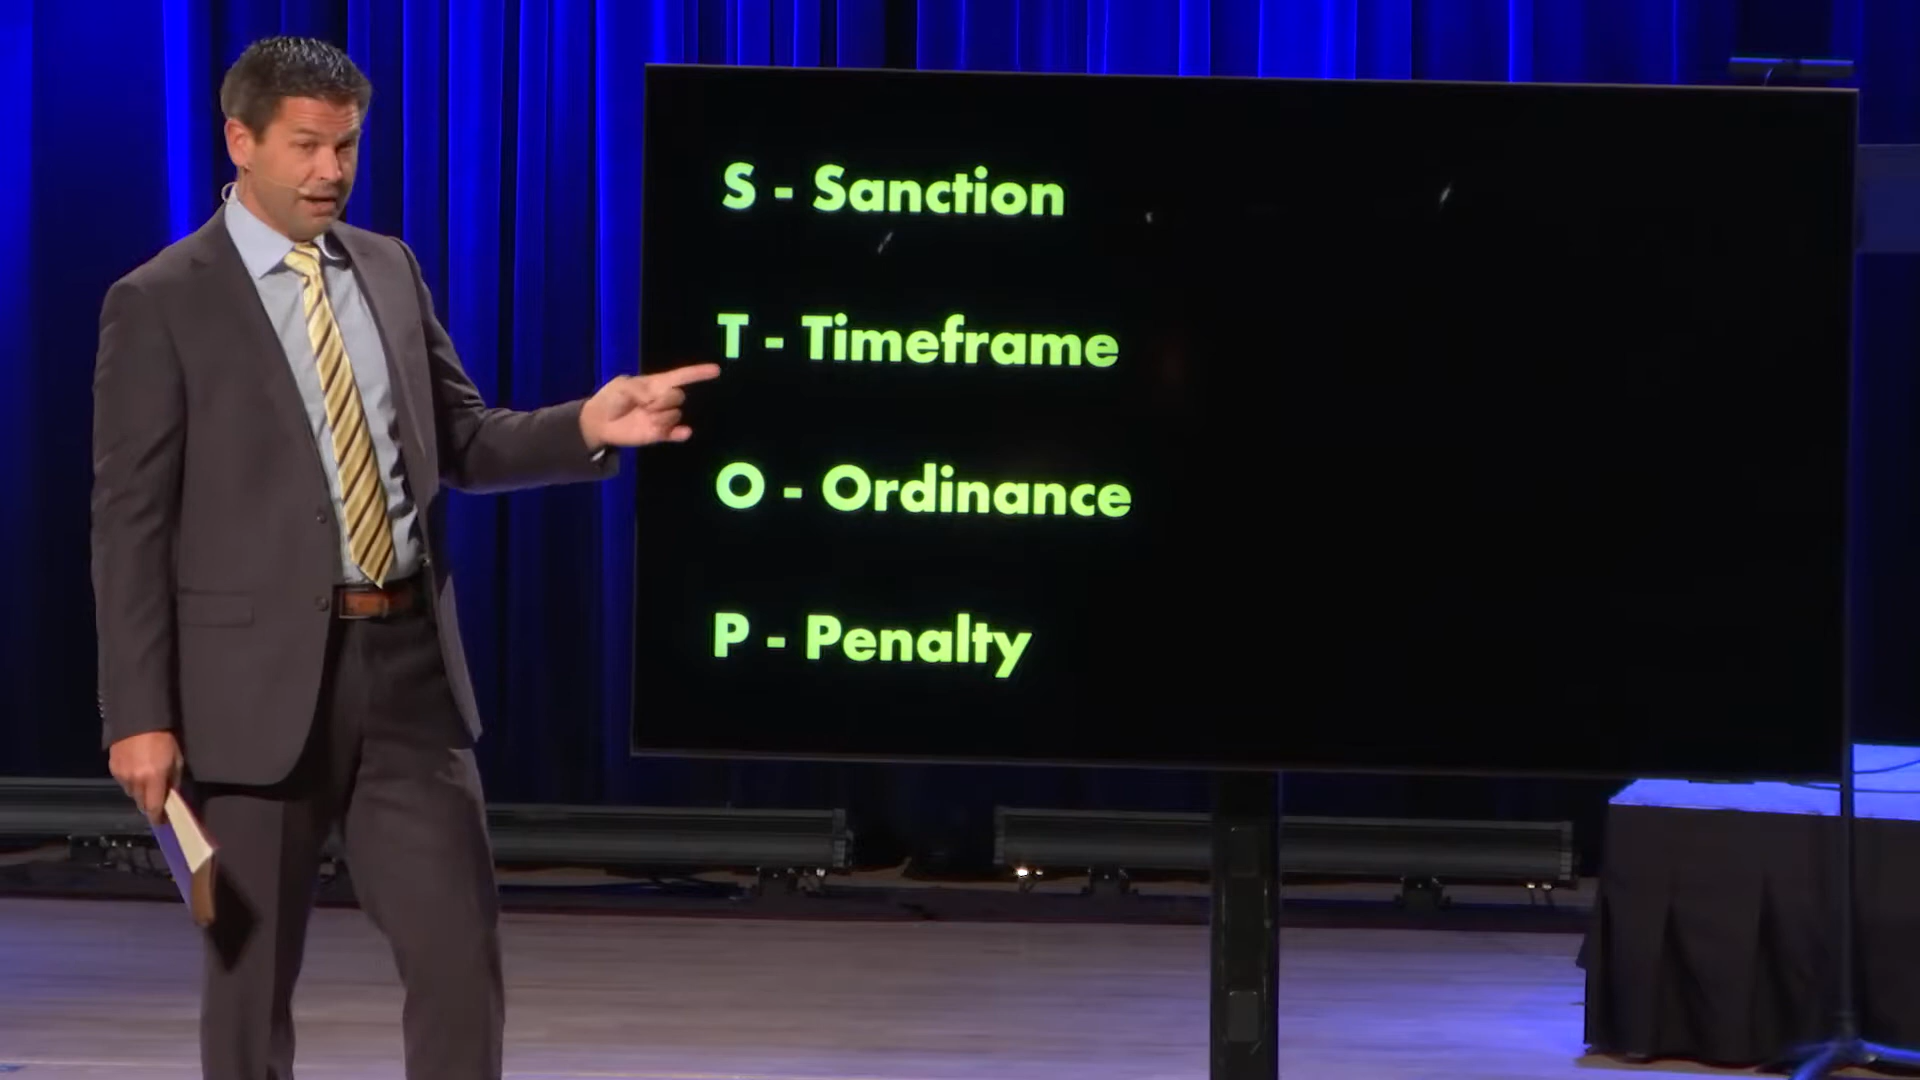 S - Sanction
T - Timeframe
O - Ordinance
P - Penalty